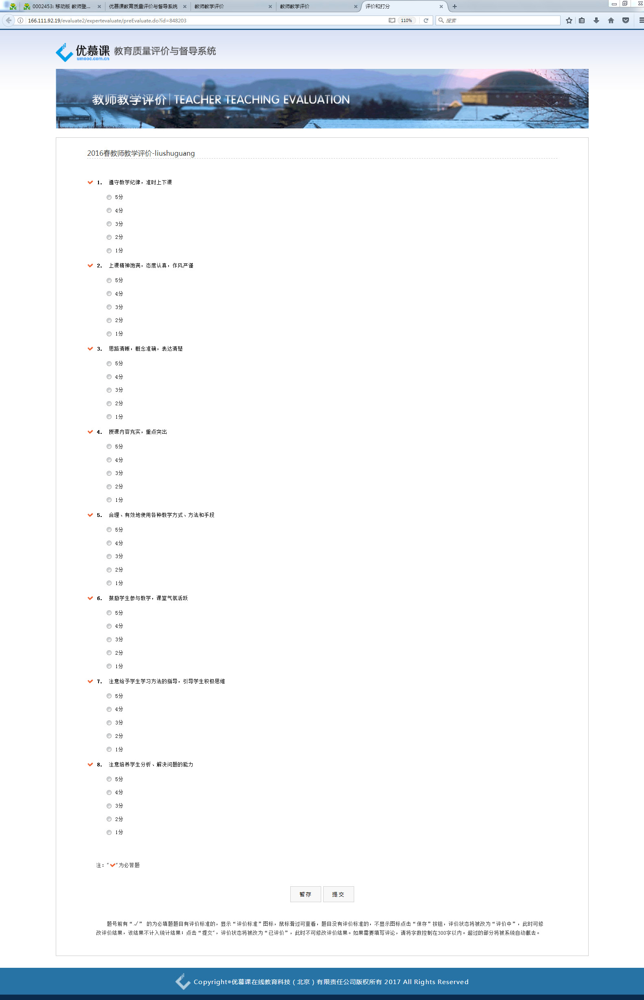 0002453: 移动版 教师登...
优慕课教育质量评价与督导系统
教师教学评价
教师教学评价
评价和打分
166.111.92.19/evaluate2/expertevaluate/preEvaluate.do?id=848203
110%
搜索
优慕课 教育质量评价与督导系统
umooc.com.cn
教师教学评价 TEACHER TEACHING EVALUATION
2016春教师教学评价-liushuguang
1. 遵守教学纪律，准时上下课
5分
4分
3分
2分
1分
2. 上课精神饱满，态度认真，作风严谨
5分
4分
3分
2分
1分
3. 思路清晰，概念准确，表达清楚
5分
4分
3分
2分
1分
4. 授课内容充实，重点突出
5分
4分
3分
2分
1分
5. 合理、有效地使用各种教学方式、方法和手段
5分
4分
3分
2分
1分
6. 鼓励学生参与教学，课堂气氛活跃
5分
4分
3分
2分
1分
7. 注意给予学生学习方法的指导，引导学生积极思维
5分
4分
3分
2分
1分
8. 注意培养学生分析、解决问题的能力
5分
4分
3分
2分
1分
注："✓"为必答题
暂存 提交
题号前有“√” 的为必填题题目有评价标准的，显示“评价标准”图标，鼠标滑过可查看，题目没有评价标准的，不显示图标点击“保存”按钮，评价状态将被改为“评价中”，此时可修
改评价结果，该结果不计入统计结果；点击“提交“，评价状态将被改为“已评价”，此时不可修改评价结果。如果需要填写评论，请将字数控制在300字以内。超过的部分将被系统自动截去。
Copyright©优慕课在线教育科技（北京）有限责任公司版权所有 2017 All Rights Reserved